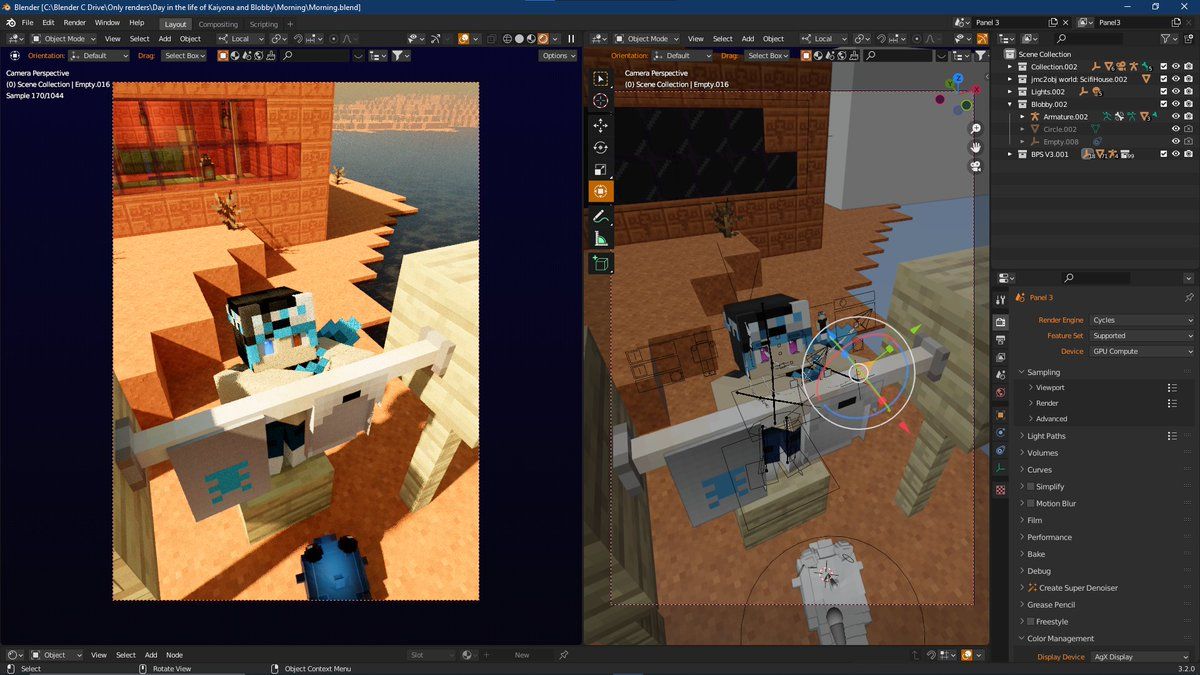 Blender [C:\Blender C Drive\Only renders\Day in the life of Kaiyona and Blobby\Morning\Morning.blend]
File Edit Render Window Help Layout Compositing Scripting + Panel 3 Panel3
Object Mode View Select Add Object Local
Object Mode View Select Add Object Local
Orientation: Default Drag: Select Box Options
Orientation: Default Drag: Select Box
Camera Perspective
(0) Scene Collection | Empty.016
Sample 170/1044
Camera Perspective
(0) Scene Collection | Empty.016
Z
X
Y
Scene Collection
Collection.002
jmc2obj world: ScifiHouse.002
Lights.002
Blobby.002
Armature.002
Circle.002
Empty.008
BPS V3.001
Panel 3
Render Engine Cycles
Feature Set Supported
Device GPU Compute
Sampling
Viewport
Render
Advanced
Light Paths
Volumes
Curves
Simplify
Motion Blur
Film
Performance
Bake
Debug
Create Super Denoiser
Grease Pencil
Freestyle
Color Management
Display Device AgX Display
Object View Select Add Node Slot New
Select Rotate View Object Context Menu 3.2.0